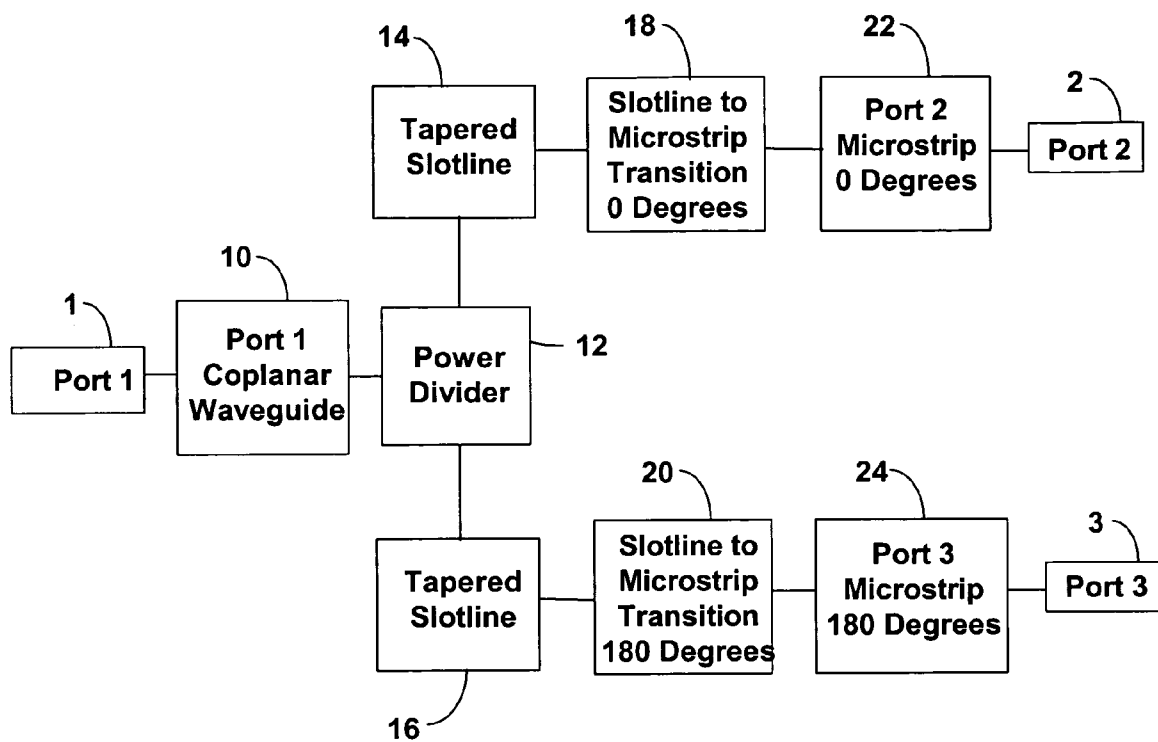 14
18
22
2
Tapered
Slotline
Slotline to
Microstrip
Transition
0 Degrees
Port 2
Microstrip
0 Degrees
Port 2
1
10
Port 1
Port 1
Coplanar
Waveguide
Power
Divider
12
20
24
3
Tapered
Slotline
Slotline to
Microstrip
Transition
180 Degrees
Port 3
Microstrip
180 Degrees
Port 3
16